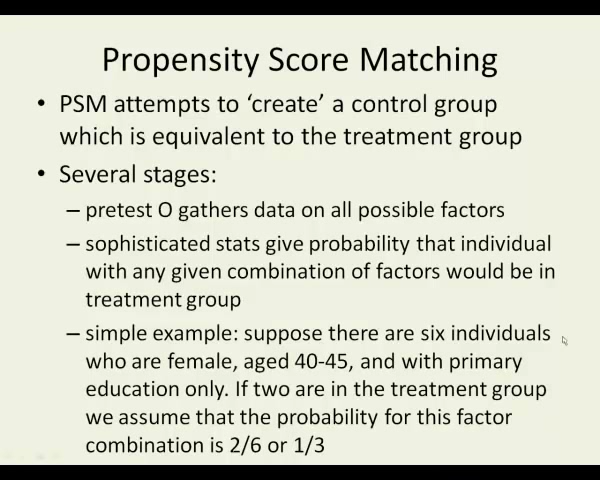 Propensity Score Matching
• PSM attempts to ‘create’ a control group
which is equivalent to the treatment group
• Several stages:
– pretest O gathers data on all possible factors
– sophisticated stats give probability that individual
with any given combination of factors would be in
treatment group
– simple example: suppose there are six individuals
who are female, aged 40-45, and with primary
education only. If two are in the treatment group
we assume that the probability for this factor
combination is 2/6 or 1/3